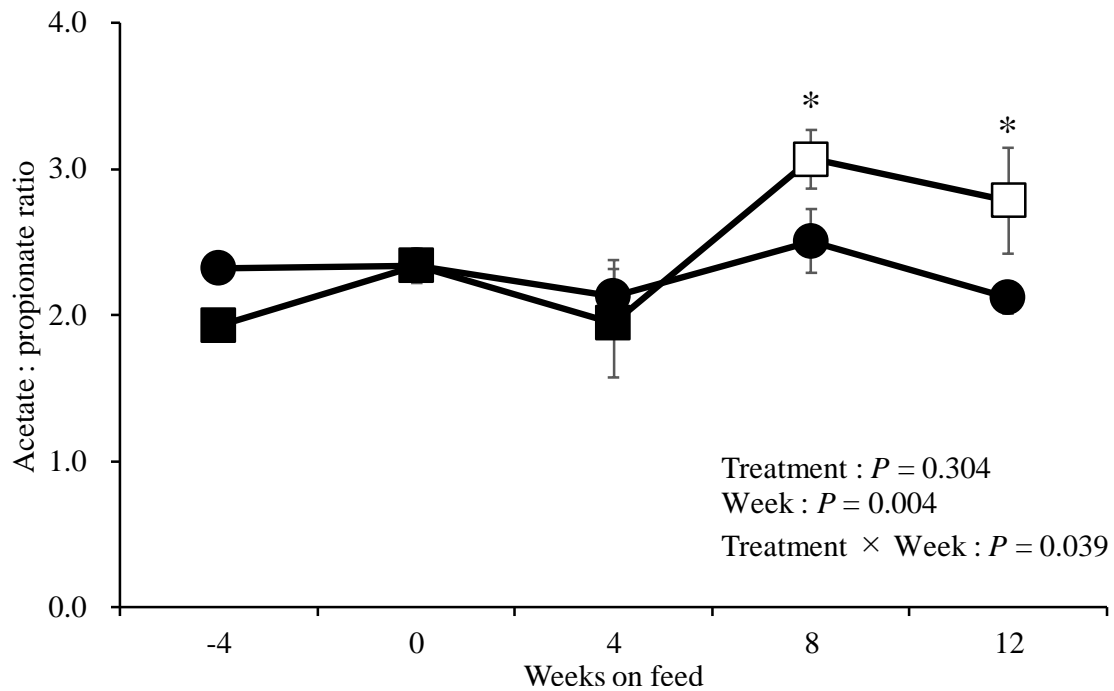 4.0
3.0
2.0
1.0
0.0
Acetate : propionate ratio
*
*
Treatment : P = 0.304
Week : P = 0.004
Treatment × Week : P = 0.039
-4 0 4 8 12
Weeks on feed